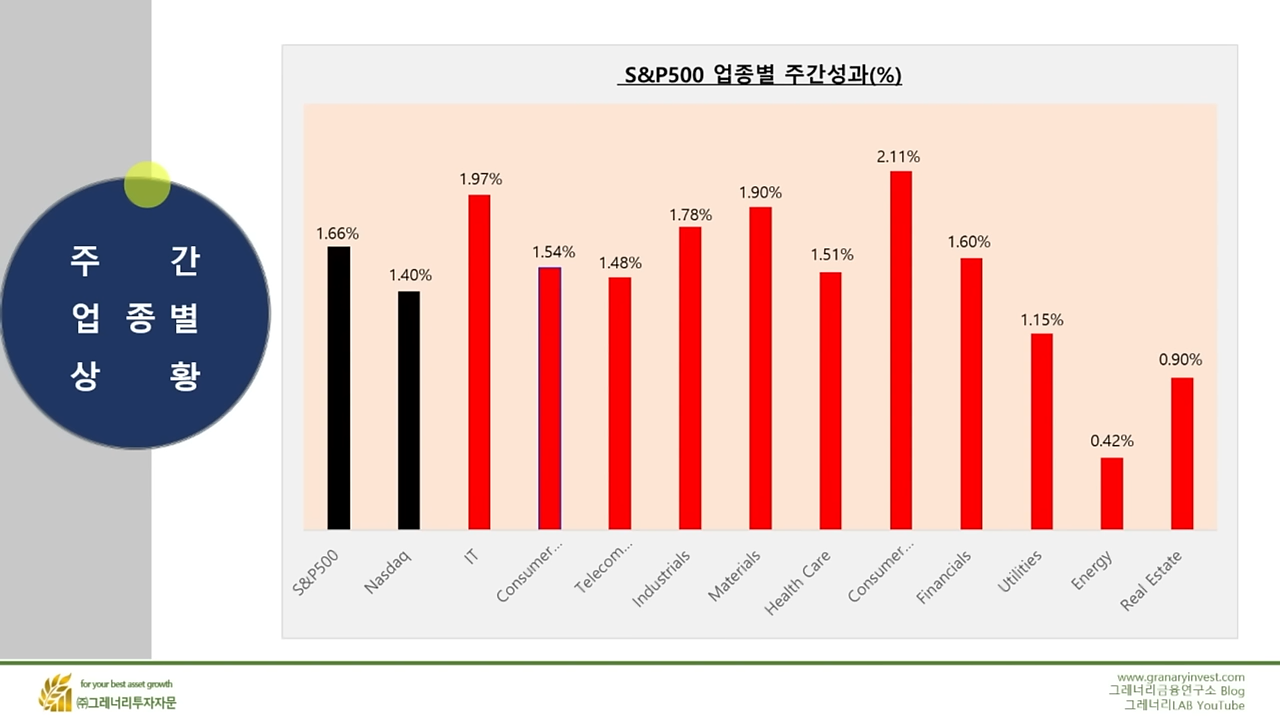 S&P500 업종별 주간성과(%)
주 간
업 종 별
상 황
1.66%
1.40%
1.97%
1.54%
1.48%
1.78%
1.90%
1.51%
2.11%
1.60%
1.15%
0.42%
0.90%
S&P500
Nasdaq
IT
Consumer...
Telecom...
Industrials
Materials
Health Care
Consumer...
Financials
Utilities
Energy
Real Estate
for your best asset growth
㈜그레너리투자자문
www.granaryinvest.com
그레너리금융연구소 Blog
그레너리LAB YouTube